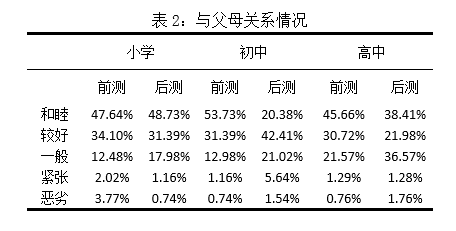 表 2：与父母关系情况
小学 初中 高中
前测 后测 前测 后测 前测 后测
和睦 47.64% 48.73% 53.73% 20.38% 45.66% 38.41%
较好 34.10% 31.39% 31.39% 42.41% 30.72% 21.98%
一般 12.48% 17.98% 12.98% 21.02% 21.57% 36.57%
紧张 2.02% 1.16% 1.16% 5.64% 1.29% 1.28%
恶劣 3.77% 0.74% 0.74% 1.54% 0.76% 1.76%